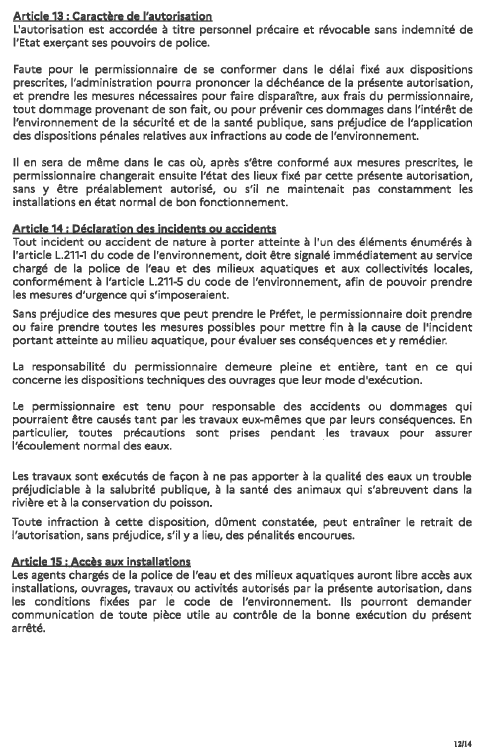 Article 13 : Caractère de l'autorisation
L'autorisation est accordée à titre personnel précaire et révocable sans indemnité de
l'Etat exerçant ses pouvoirs de police.
Faute pour le permissionnaire de se conformer dans le délai fixé aux dispositions
prescrites, l'administration pourra prononcer la déchéance de la présente autorisation,
et prendre les mesures nécessaires pour faire disparaître, aux frais du permissionnaire,
tout dommage provenant de son fait, ou pour prévenir ces dommages dans l'intérêt de
l'environnement de la sécurité et de la santé publique, sans préjudice de l'application
des dispositions pénales relatives aux infractions au code de l'environnement.
Il en sera de même dans le cas où, après s'être conformé aux mesures prescrites, le
permissionnaire changerait ensuite l'état des lieux fixé par cette présente autorisation,
sans y être préalablement autorisé, ou s'il ne maintenait pas constamment les
installations en état normal de bon fonctionnement.
Article 14 : Déclaration des incidents ou accidents
Tout incident ou accident de nature à porter atteinte à l'un des éléments énumérés à
l'article L.211-1 du code de l'environnement, doit être signalé immédiatement au service
chargé de la police de l'eau et des milieux aquatiques et aux collectivités locales,
conformément à l'article L.211-5 du code de l'environnement, afin de pouvoir prendre
les mesures d'urgence qui s'imposeraient.
Sans préjudice des mesures que peut prendre le Préfet, le permissionnaire doit prendre
ou faire prendre toutes les mesures possibles pour mettre fin à la cause de l'incident
portant atteinte au milieu aquatique, pour évaluer ses conséquences et y remédier.
La responsabilité du permissionnaire demeure pleine et entière, tant en ce qui
concerne les dispositions techniques des ouvrages que leur mode d'exécution.
Le permissionnaire est tenu pour responsable des accidents ou dommages qui
pourraient être causés tant par les travaux eux-mêmes que par leurs conséquences. En
particulier, toutes précautions sont prises pendant les travaux pour assurer
l'écoulement normal des eaux.
Les travaux sont exécutés de façon à ne pas apporter à la qualité des eaux un trouble
préjudiciable à la salubrité publique, à la santé des animaux qui s'abreuvent dans la
rivière et à la conservation du poisson.
Toute infraction à cette disposition, dûment constatée, peut entraîner le retrait de
l'autorisation, sans préjudice, s'il y a lieu, des pénalités encourues.
Article 15 : Accès aux installations
Les agents chargés de la police de l'eau et des milieux aquatiques auront libre accès aux
installations, ouvrages, travaux ou activités autorisés par la présente autorisation, dans
les conditions fixées par le code de l'environnement. Ils pourront demander
communication de toute pièce utile au contrôle de la bonne exécution du présent
arrêté.
12/14